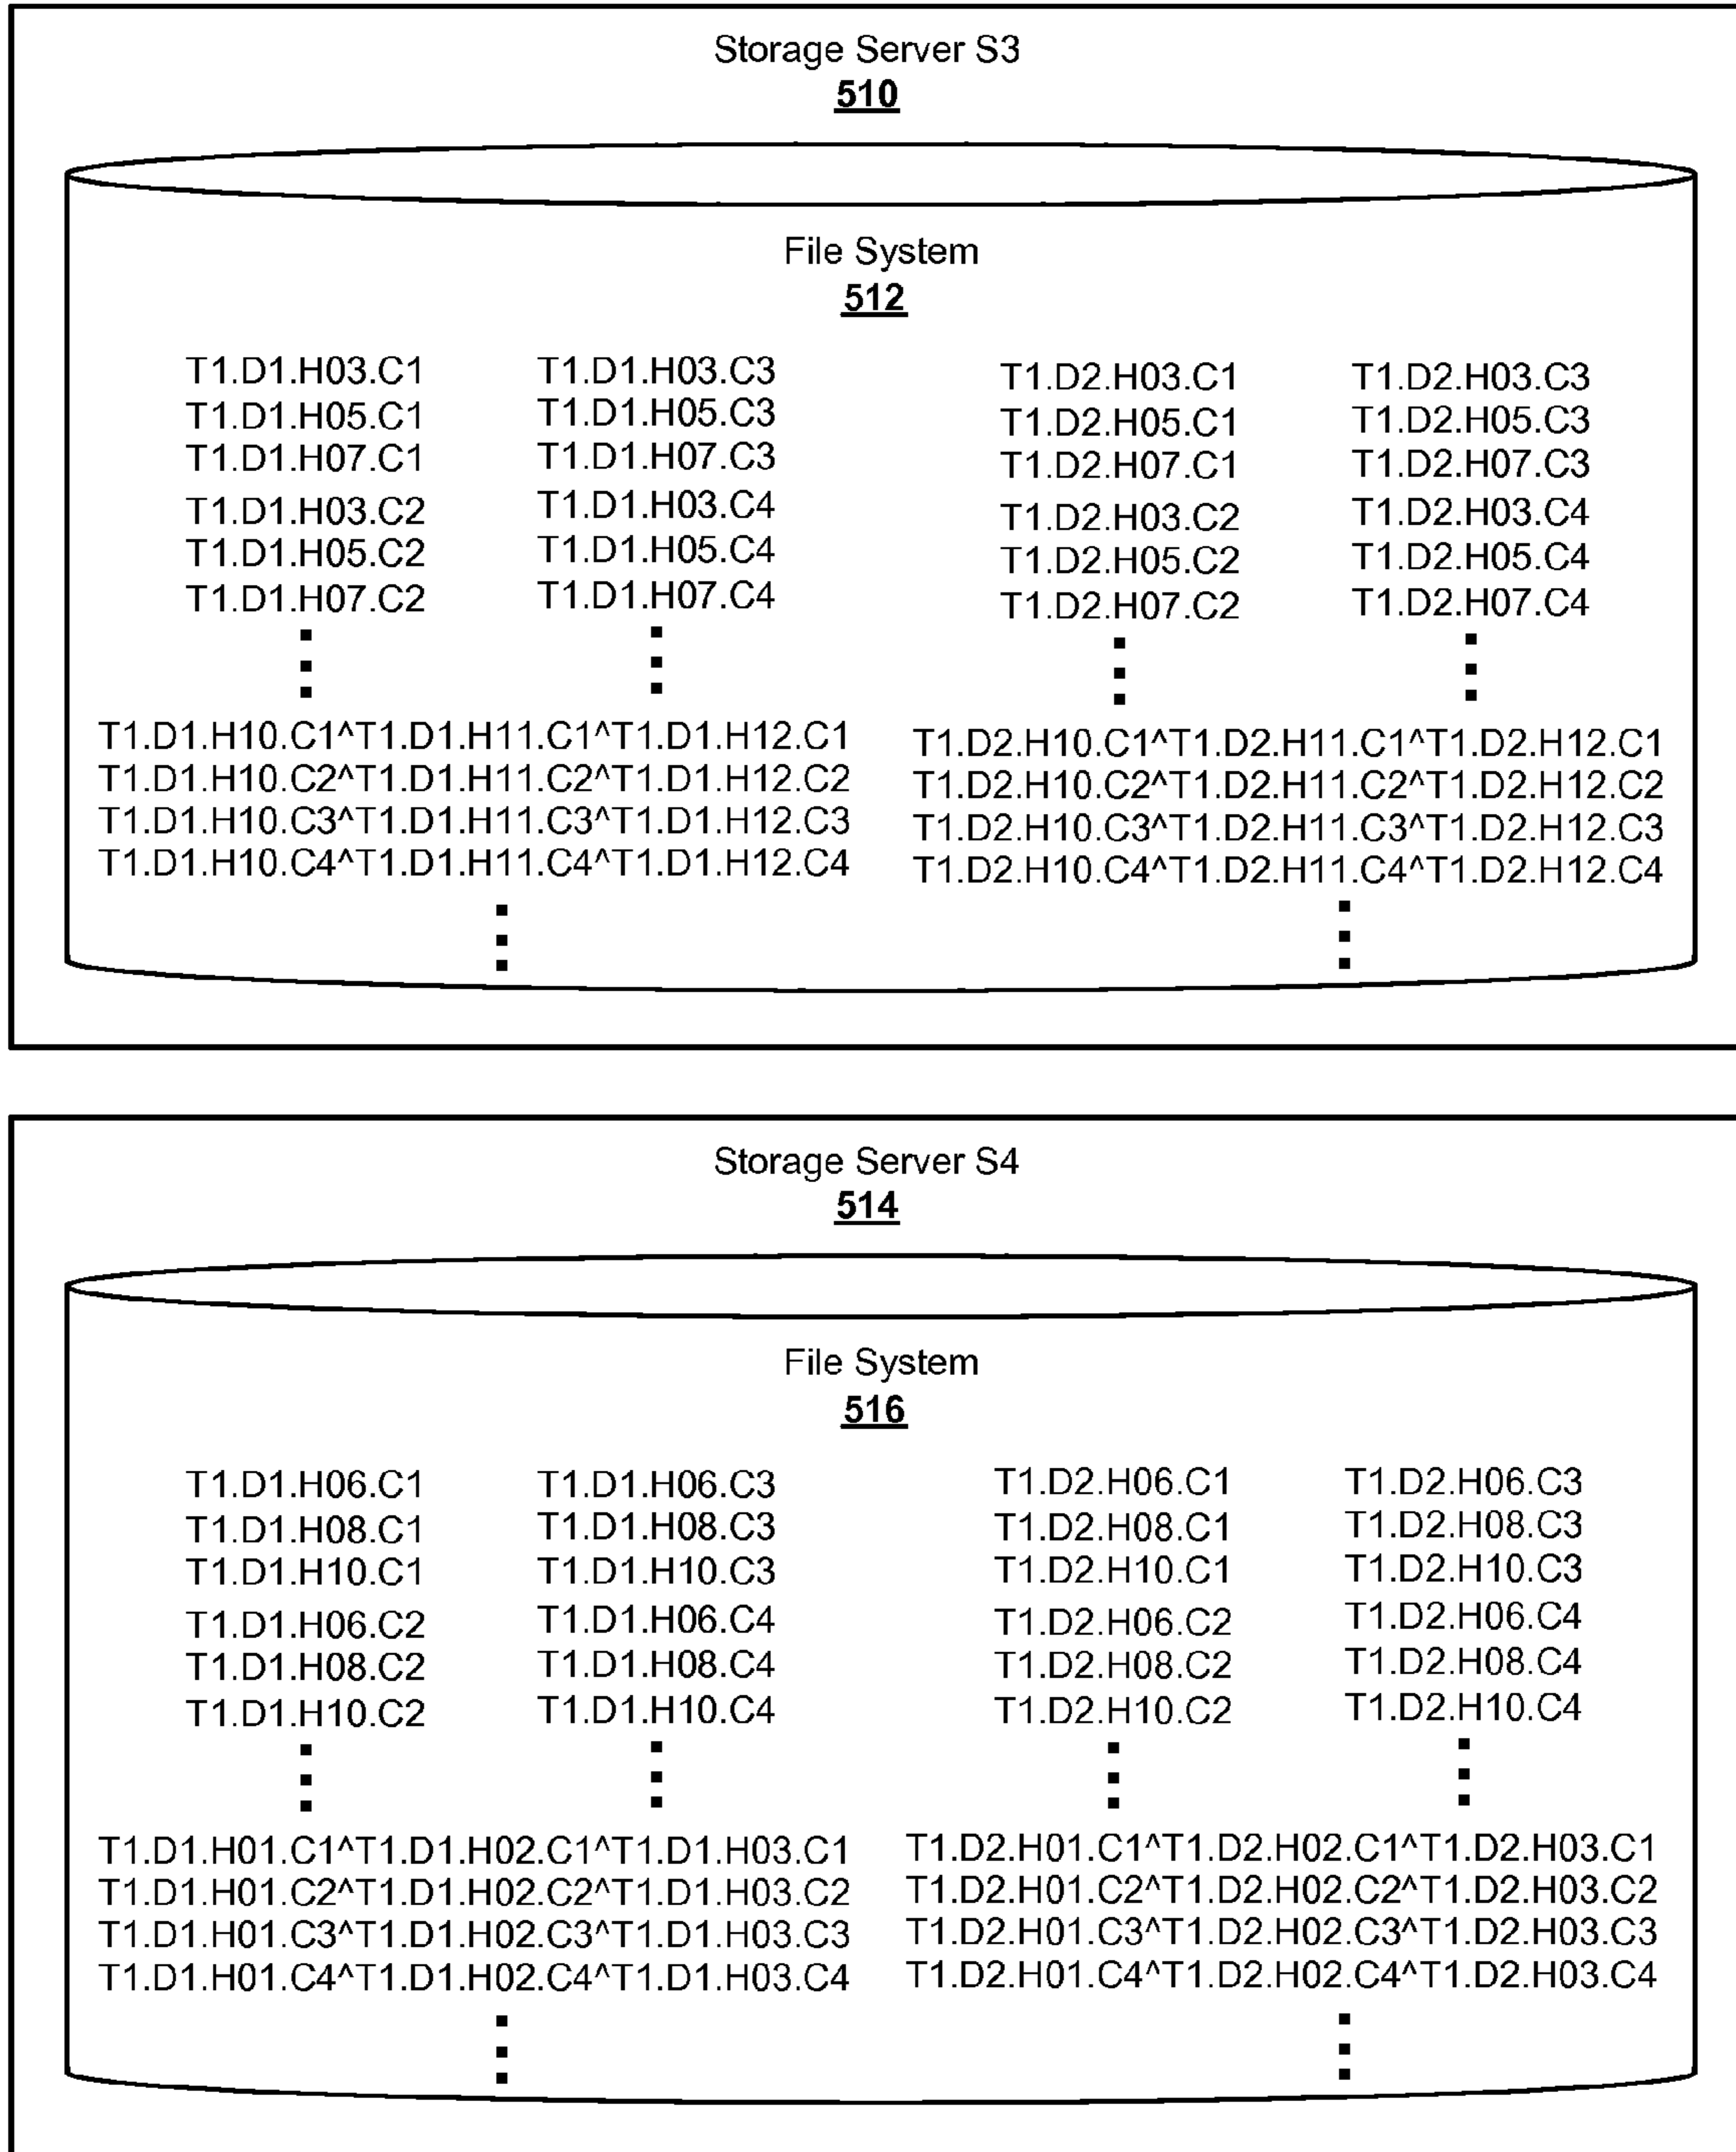 Storage Server S3
510
File System
512
T1.D1.H03.C1 T1.D1.H03.C3 T1.D2.H03.C1 T1.D2.H03.C3
T1.D1.H05.C1 T1.D1.H05.C3 T1.D2.H05.C1 T1.D2.H05.C3
T1.D1.H07.C1 T1.D1.H07.C3 T1.D2.H07.C1 T1.D2.H07.C3
T1.D1.H03.C2 T1.D1.H03.C4 T1.D2.H03.C2 T1.D2.H03.C4
T1.D1.H05.C2 T1.D1.H05.C4 T1.D2.H05.C2 T1.D2.H05.C4
T1.D1.H07.C2 T1.D1.H07.C4 T1.D2.H07.C2 T1.D2.H07.C4
T1.D1.H10.C1^T1.D1.H11.C1^T1.D1.H12.C1 T1.D2.H10.C1^T1.D2.H11.C1^T1.D2.H12.C1
T1.D1.H10.C2^T1.D1.H11.C2^T1.D1.H12.C2 T1.D2.H10.C2^T1.D2.H11.C2^T1.D2.H12.C2
T1.D1.H10.C3^T1.D1.H11.C3^T1.D1.H12.C3 T1.D2.H10.C3^T1.D2.H11.C3^T1.D2.H12.C3
T1.D1.H10.C4^T1.D1.H11.C4^T1.D1.H12.C4 T1.D2.H10.C4^T1.D2.H11.C4^T1.D2.H12.C4
Storage Server S4
514
File System
516
T1.D1.H06.C1 T1.D1.H06.C3 T1.D2.H06.C1 T1.D2.H06.C3
T1.D1.H08.C1 T1.D1.H08.C3 T1.D2.H08.C1 T1.D2.H08.C3
T1.D1.H10.C1 T1.D1.H10.C3 T1.D2.H10.C1 T1.D2.H10.C3
T1.D1.H06.C2 T1.D1.H06.C4 T1.D2.H06.C2 T1.D2.H06.C4
T1.D1.H08.C2 T1.D1.H08.C4 T1.D2.H08.C2 T1.D2.H08.C4
T1.D1.H10.C2 T1.D1.H10.C4 T1.D2.H10.C2 T1.D2.H10.C4
T1.D1.H01.C1^T1.D1.H02.C1^T1.D1.H03.C1 T1.D2.H01.C1^T1.D2.H02.C1^T1.D2.H03.C1
T1.D1.H01.C2^T1.D1.H02.C2^T1.D1.H03.C2 T1.D2.H01.C2^T1.D2.H02.C2^T1.D2.H03.C2
T1.D1.H01.C3^T1.D1.H02.C3^T1.D1.H03.C3 T1.D2.H01.C3^T1.D2.H02.C3^T1.D2.H03.C3
T1.D1.H01.C4^T1.D1.H02.C4^T1.D1.H03.C4 T1.D2.H01.C4^T1.D2.H02.C4^T1.D2.H03.C4